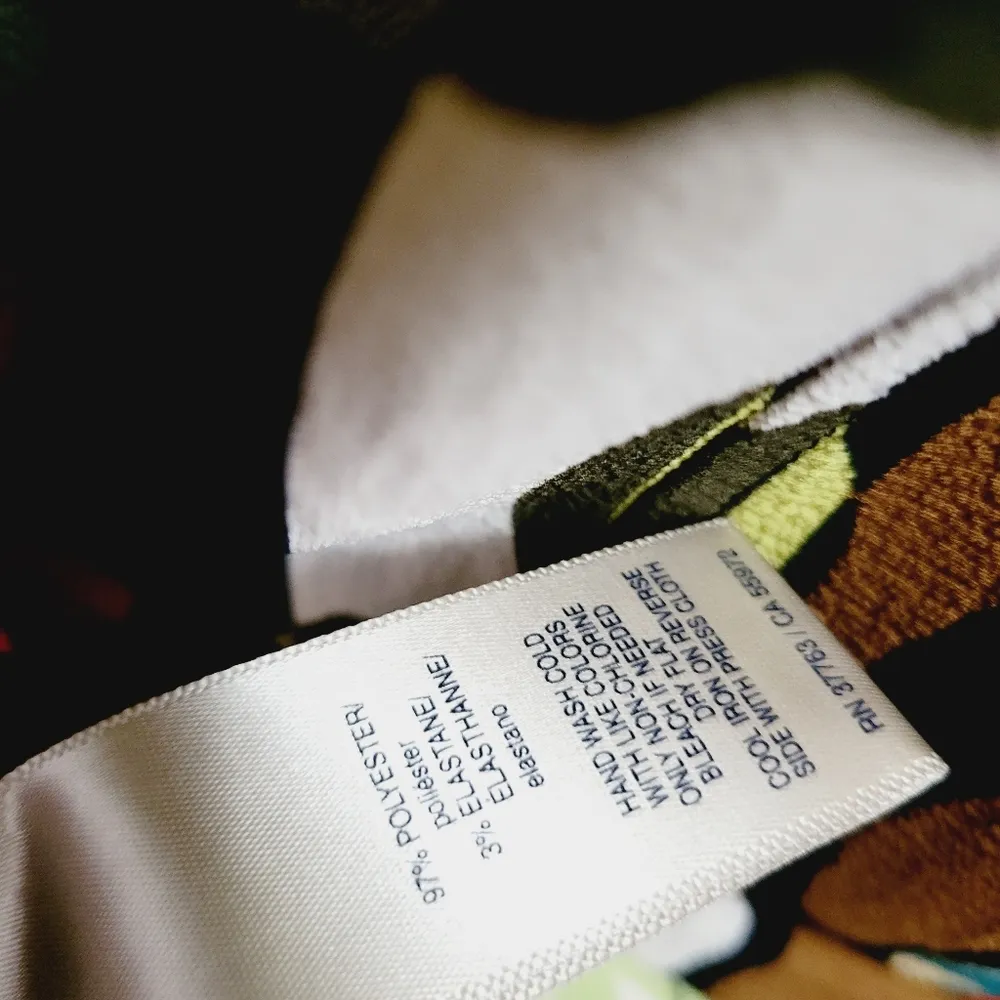 97% POLYESTER/
poliéster
3% ELASTANE/
ELASTHANNE/
elastano
HAND WASH COLD
WITH LIKE COLORS
ONLY NON-CHLORINE
BLEACH IF NEEDED
DRY FLAT
COOL IRON ON REVERSE
SIDE WITH PRESS CLOTH
RN 37763 / CA 55972